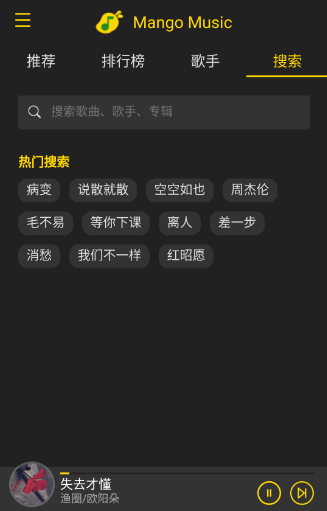 Mango Music
推荐 排行榜 歌手 搜索
搜索歌曲、歌手、专辑
热门搜索
病变 说散就散 空空如也 周杰伦
毛不易 等你下课 离人 差一步
消愁 我们不一样 红昭愿
失去才懂
渔圈/欧阳朵